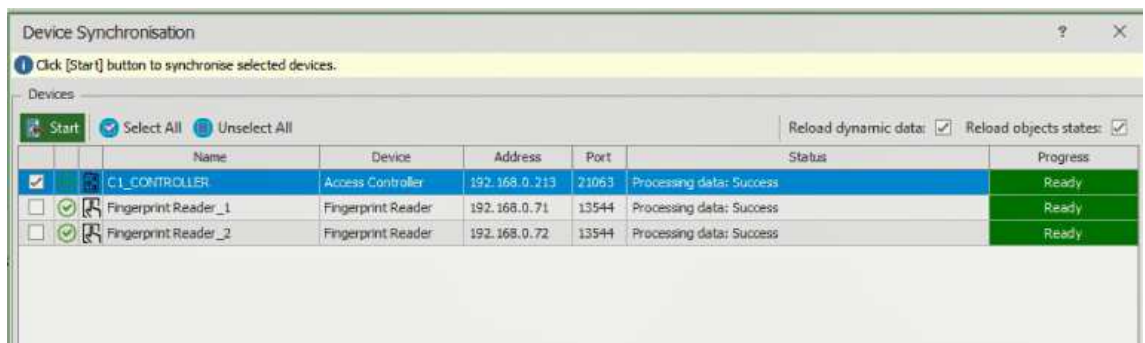 Device Synchronisation ? X
Click [Start] button to synchronise selected devices.
Devices
Start Select All Unselect All Reload dynamic data: Reload objects states:
Name Device Address Port Status Progress
C1_CONTROLLER Access Controller 192.168.0.213 21063 Processing data: Success Ready
Fingerprint Reader_1 Fingerprint Reader 192.168.0.71 13544 Processing data: Success Ready
Fingerprint Reader_2 Fingerprint Reader 192.168.0.72 13544 Processing data: Success Ready